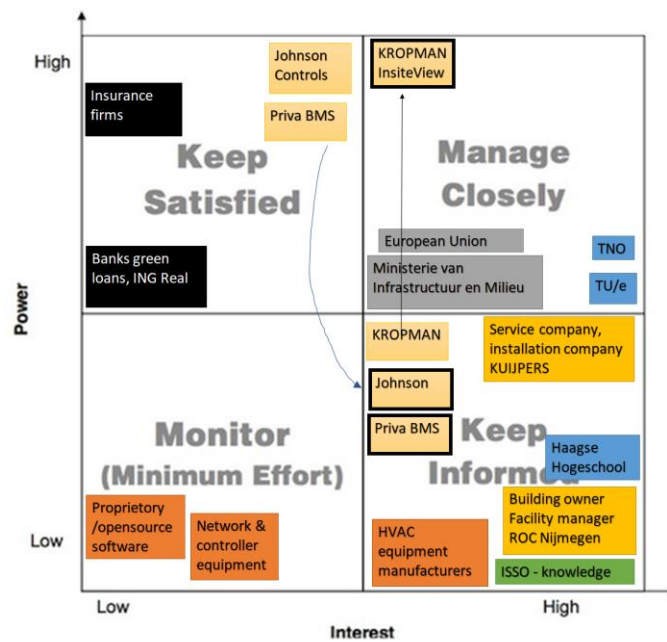 High
Johnson
Controls
Priva BMS
Insurance
firms
Keep
Satisfied
Banks green
loans, ING Real
KROPMAN
InsiteView
Manage
Closely
European Union
Ministerie van
Infrastructuur en Milieu
TNO
TU/e
Power
Monitor
(Minimum Effort)
Proprietory
/opensource
software
Network &
controller
equipment
KROPMAN
Service company,
installation company
KUIJPERS
Johnson
Priva BMS
Keep
Informed
Haagse
Hogeschool
Building owner
Facility manager
ROC Nijmegen
HVAC
equipment
manufacturers
ISSO - knowledge
Low
Low
High
Interest